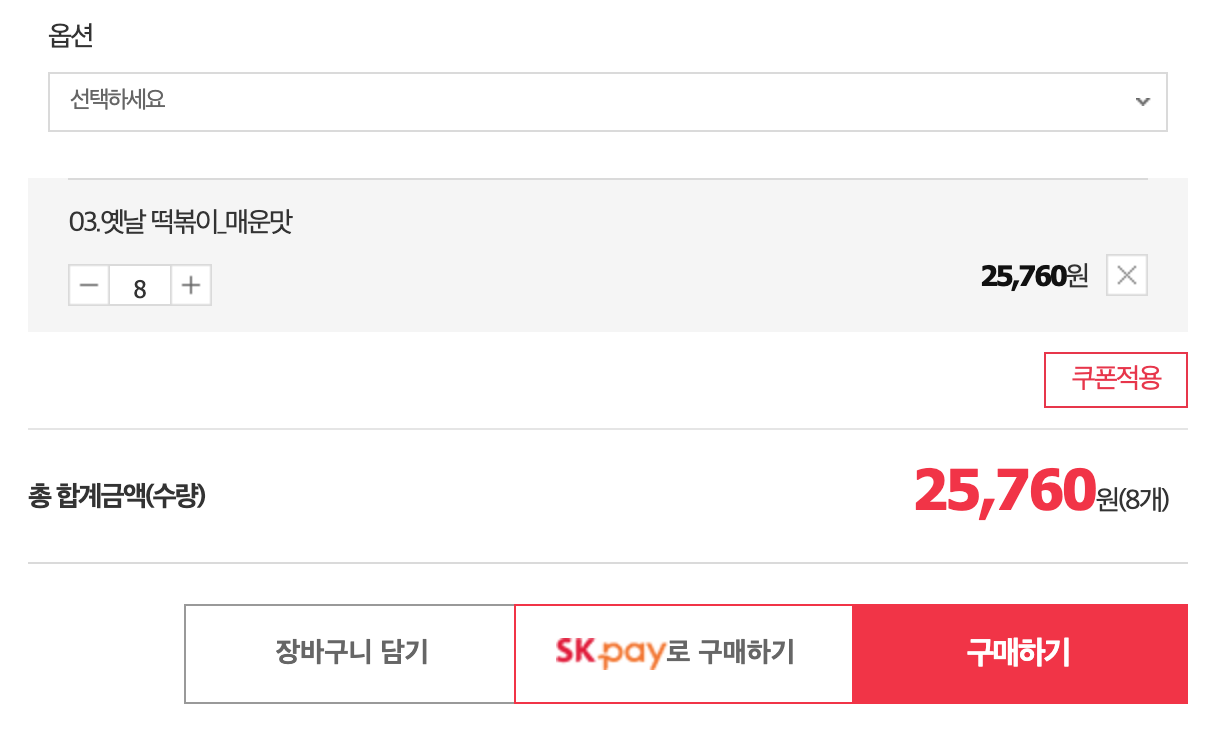 옵션
선택하세요
03.옛날 떡볶이_매운맛
8
25,760원
쿠폰적용
총 합계금액(수량)
25,760원(8개)
장바구니 담기
SK pay로 구매하기
구매하기